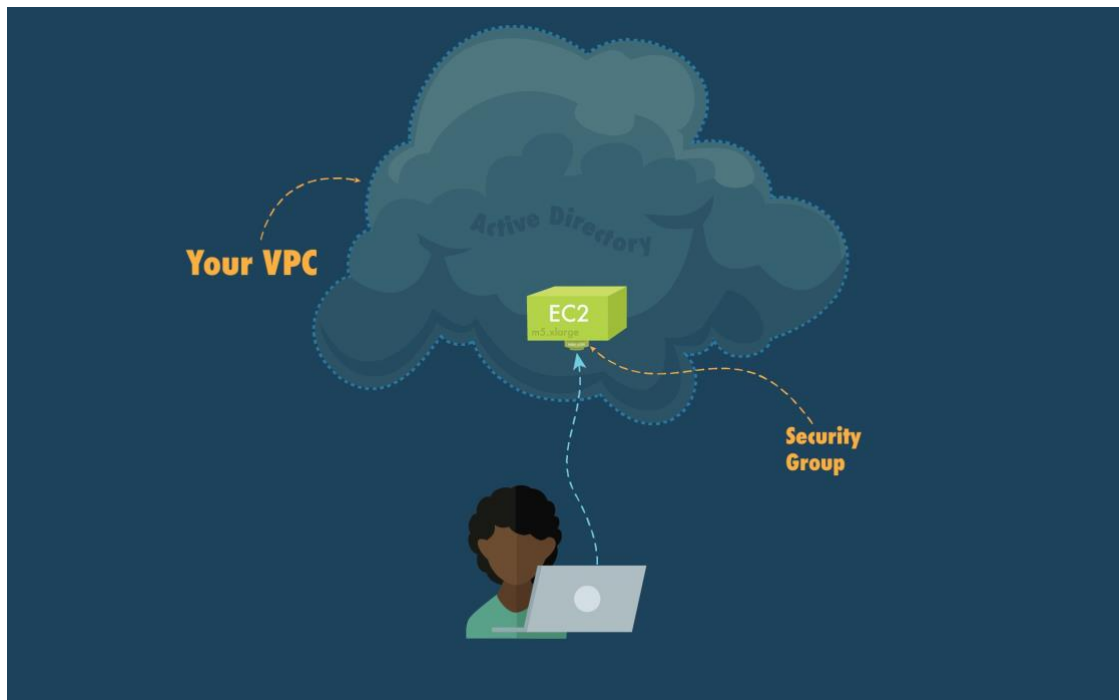 Active Directory
Your VPC
EC2
m5.xlarge
Security
Group